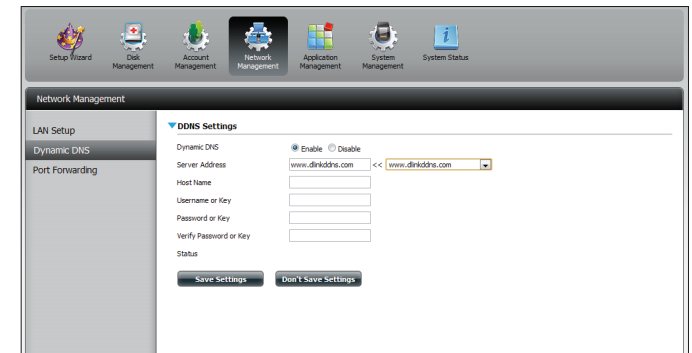 Setup Wizard
Disk Management
Account Management
Network Management
Application Management
System Management
System Status
Network Management
LAN Setup
Dynamic DNS
Port Forwarding
DDNS Settings
Dynamic DNS Enable Disable
Server Address www.dlinkddns.com << www.dlinkddns.com
Host Name
Username or Key
Password or Key
Verify Password or Key
Status
Save Settings Don't Save Settings